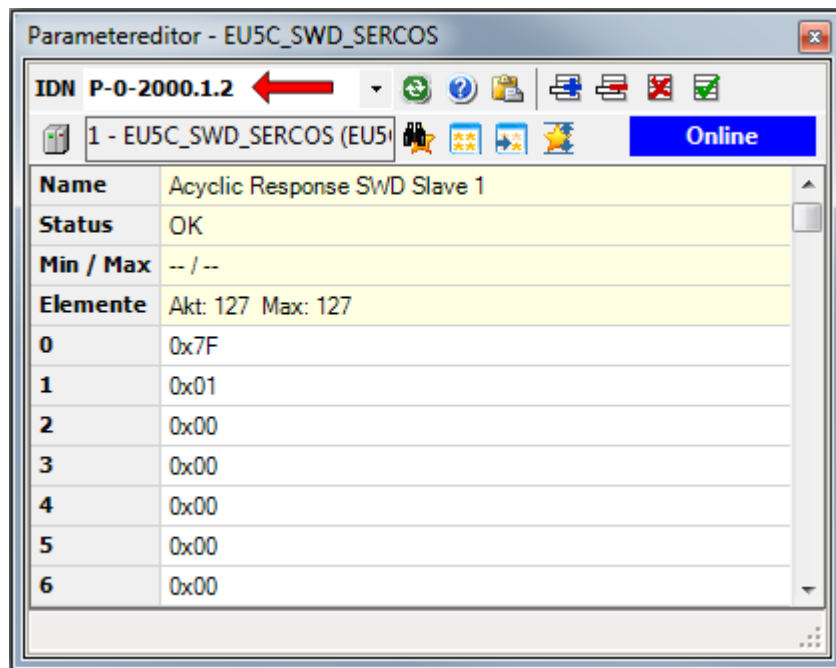 Parametereditor - EU5C_SWD_SERCOS
IDN P-0-2000.1.2
1 - EU5C_SWD_SERCOS (EU5 Online
Name Acyclic Response SWD Slave 1
Status OK
Min / Max -- / --
Elemente Akt: 127 Max: 127
0 0x7F
1 0x01
2 0x00
3 0x00
4 0x00
5 0x00
6 0x00